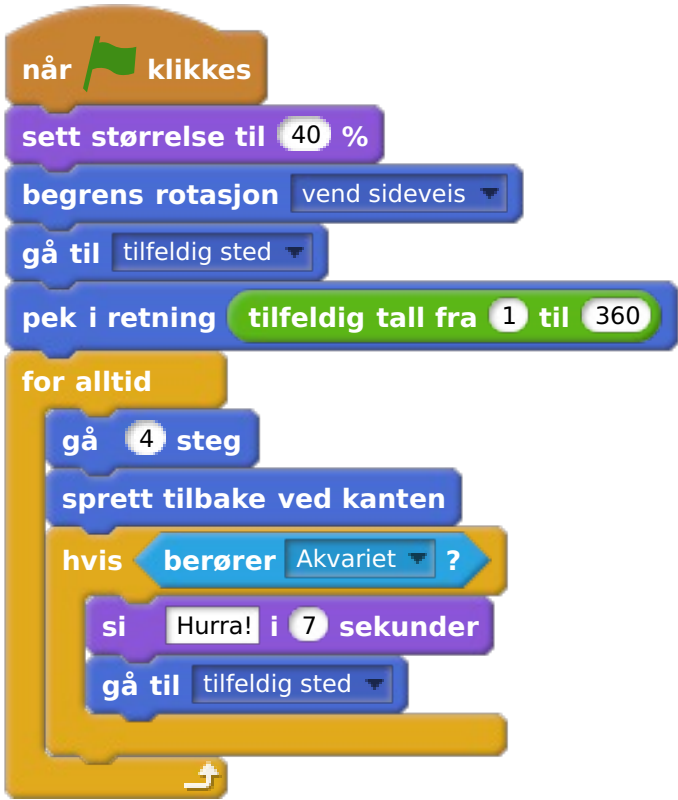 når klikkes
sett størrelse til 40 %
begrens rotasjon vend sideveis
gå til tilfeldig sted
pek i retning tilfeldig tall fra 1 til 360
for alltid
gå 4 steg
sprett tilbake ved kanten
hvis berører Akvariet ?
si Hurra! i 7 sekunder
gå til tilfeldig sted